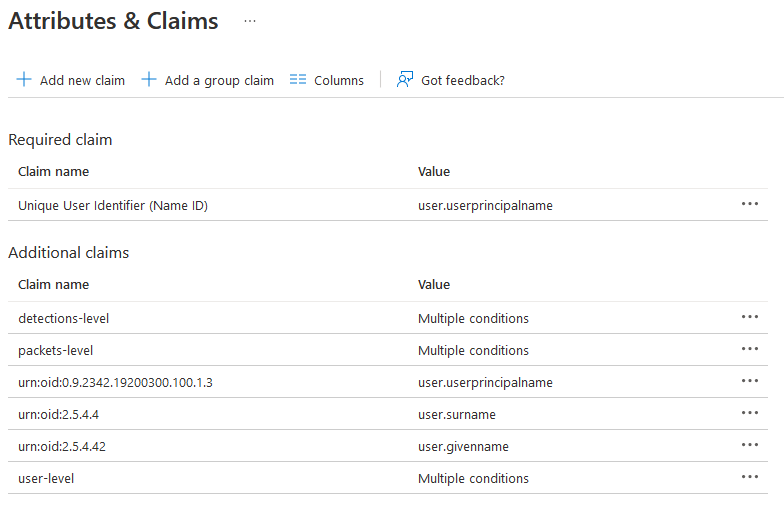 Attributes & Claims ...
Add new claim Add a group claim Columns Got feedback?
Required claim
Claim name Value
Unique User Identifier (Name ID) user.userprincipalname
Additional claims
Claim name Value
detections-level Multiple conditions
packets-level Multiple conditions
urn:oid:0.9.2342.19200300.100.1.3 user.userprincipalname
urn:oid:2.5.4.4 user.surname
urn:oid:2.5.4.42 user.givenname
user-level Multiple conditions